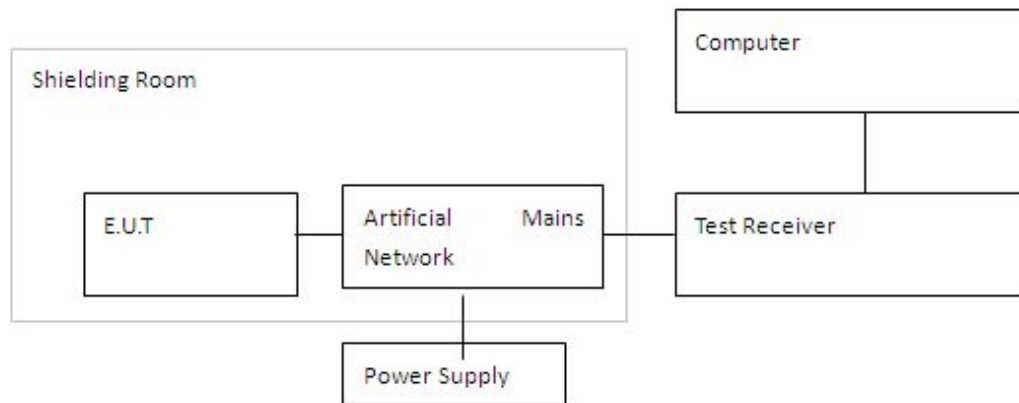 Computer
Shielding Room
E.U.T
Artificial Mains
Network
Test Receiver
Power Supply